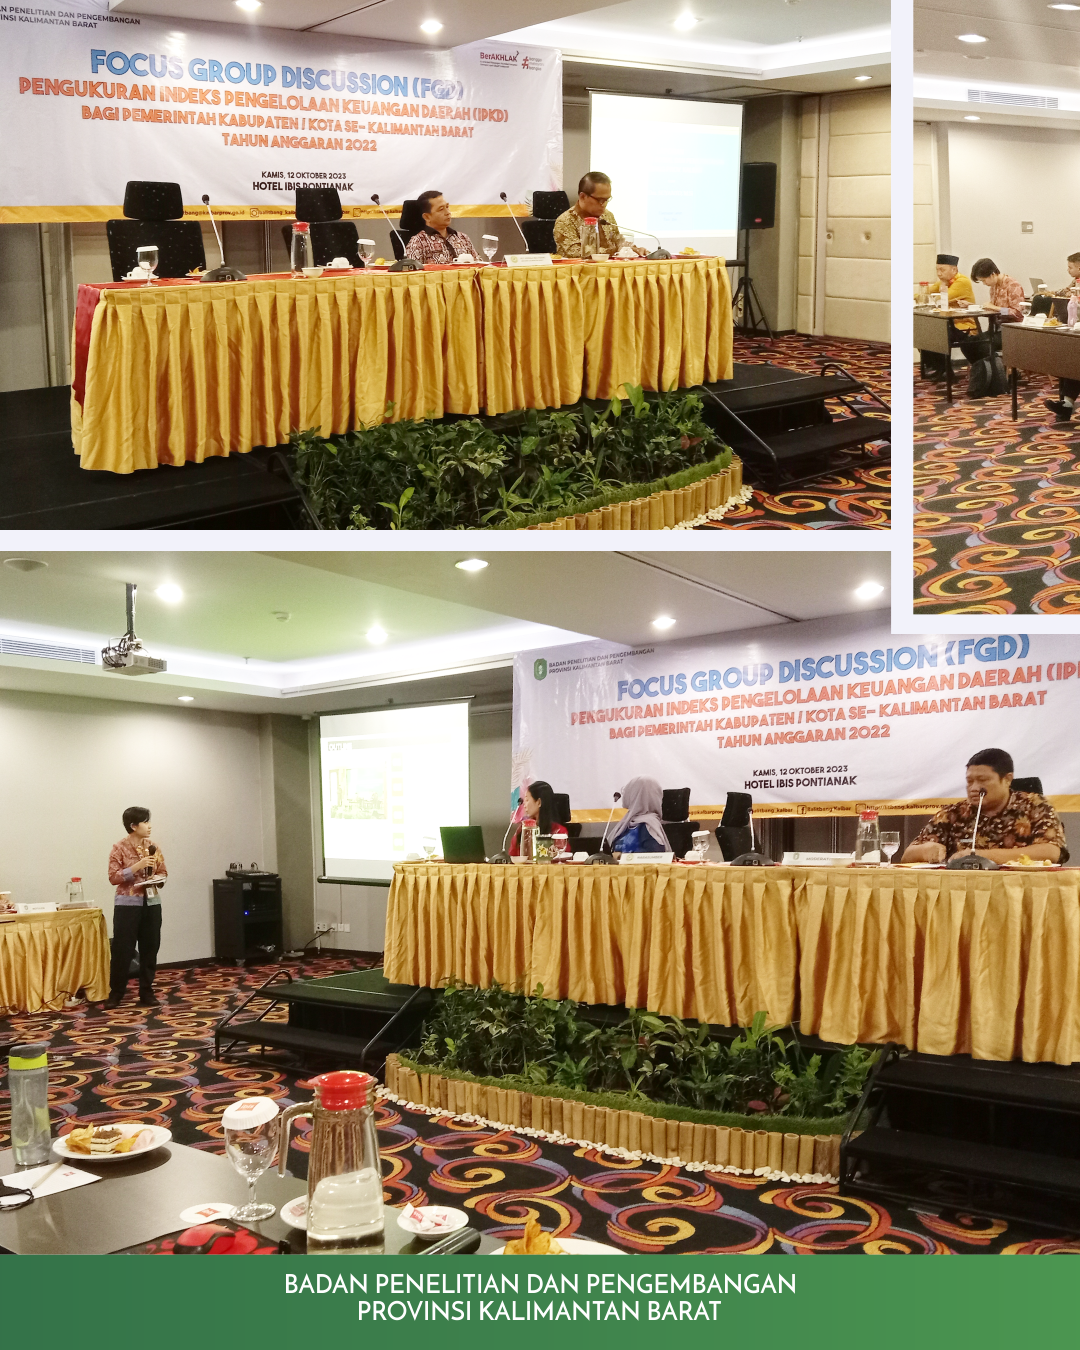 N PENELITIAN DAN PENGEMBANGAN
INSI KALIMANTAN BARAT
BerAKHLAK
#bangga melayani bangsa
FOCUS GROUP DISCUSSION (FGD)
PENGUKURAN INDEKS PENGELOLAAN KEUANGAN DAERAH (IPKD)
BAGI PEMERINTAH KABUPATEN / KOTA SE- KALIMANTAN BARAT
TAHUN ANGGARAN 2022
KAMIS, 12 OKTOBER 2023
HOTEL IBIS PONTIANAK
BADAN PENELITIAN DAN PENGEMBANGAN
PROVINSI KALIMANTAN BARAT
FOCUS GROUP DISCUSSION (FGD)
PENGUKURAN INDEKS PENGELOLAAN KEUANGAN DAERAH (IP
BAGI PEMERINTAH KABUPATEN / KOTA SE- KALIMANTAN BARAT
TAHUN ANGGARAN 2022
KAMIS, 12 OKTOBER 2023
HOTEL IBIS PONTIANAK
BADAN PENELITIAN DAN PENGEMBANGAN
PROVINSI KALIMANTAN BARAT